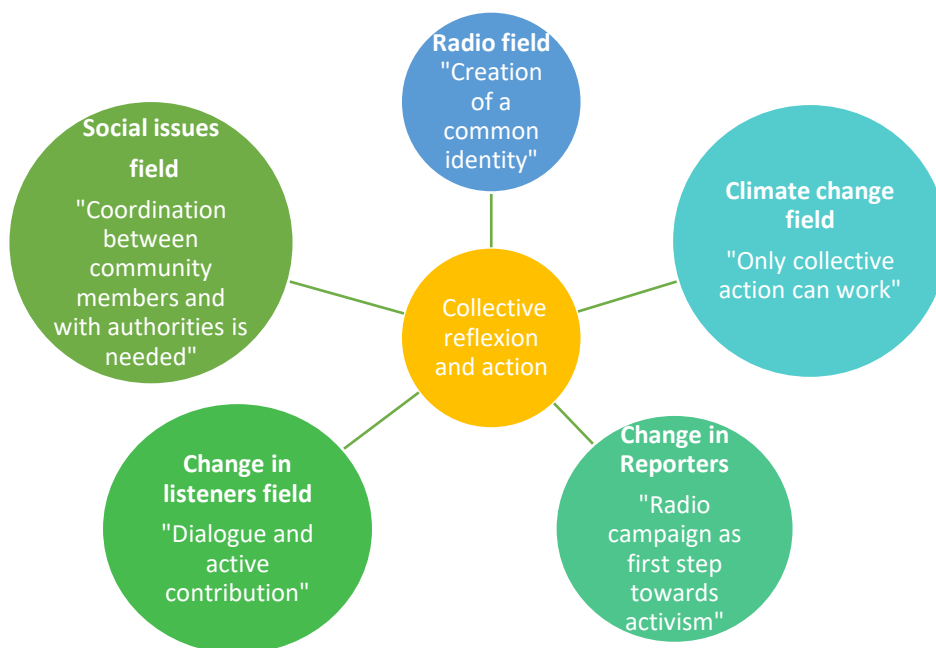 Radio field
"Creation
of a
common
identity"
Social issues
field
"Coordination
between
community
members and
with authorities is
needed"
Climate change
field
"Only collective
action can work"
Collective
reflexion
and action
Change in
listeners field
"Dialogue and
active
contribution"
Change in
Reporters
"Radio
campaign as
first step
towards
activism"